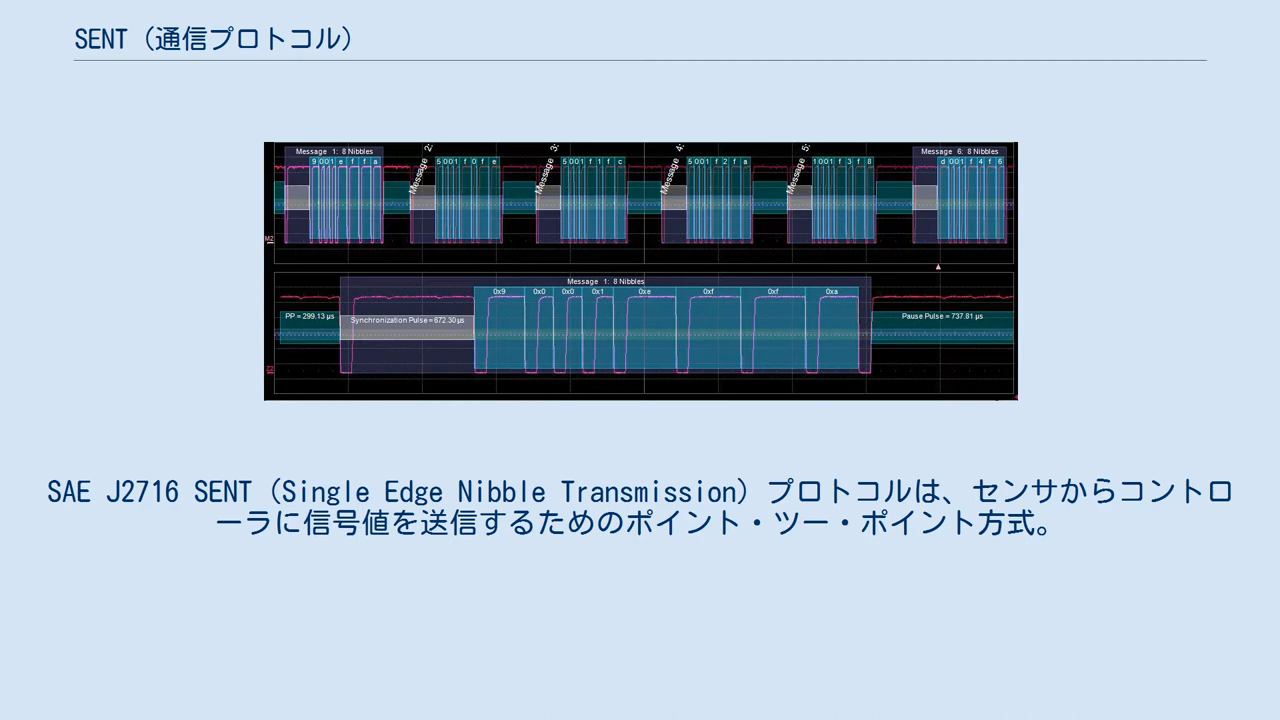 SENT（通信プロトコル）
Message 1: 8 Nibbles
9 0 0 1 e f f a
Message 2:
5 0 0 1 f 0 f e
Message 3:
5 0 0 1 f 1 f c
Message 4:
5 0 0 1 f 2 f a
Message 5:
1 0 0 1 f 3 f 8
Message 6: 8 Nibbles
d 0 0 1 f 4 f 6
M2
Message 1: 8 Nibbles
0x9 0x0 0x0 0x1 0xe 0xf 0xf 0xa
PP = 299.13 µs
Synchronization Pulse = 672.30 µs
Pause Pulse = 737.81 µs
Z2
SAE J2716 SENT（Single Edge Nibble Transmission）プロトコルは、センサからコントロ
ーラに信号値を送信するためのポイント・ツー・ポイント方式。